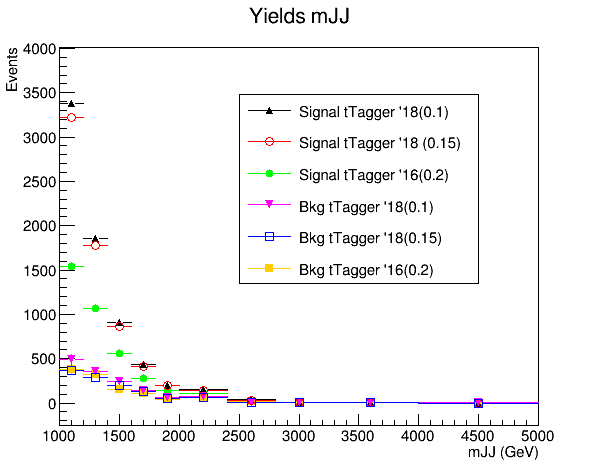 Yields mJJ
Events
4000
3500
3000
2500
2000
1500
1000
500
0
Signal tTagger '18(0.1)
Signal tTagger '18 (0.15)
Signal tTagger '16(0.2)
Bkg tTagger '18(0.1)
Bkg tTagger '18(0.15)
Bkg tTagger '16(0.2)
1000 1500 2000 2500 3000 3500 4000 4500 5000
mJJ (GeV)